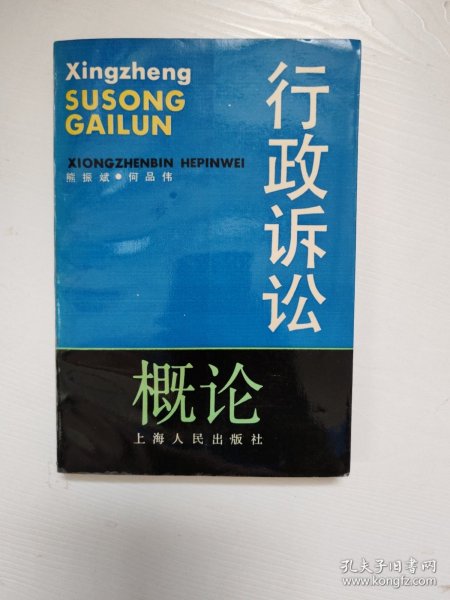 Xingzheng
SUSONG
GAILUN
XIONGZHENBIN HEPINWEI
熊振斌●何品伟
行政诉讼
概论
上海人民出版社
孔夫子旧书网
www.kongfz.com